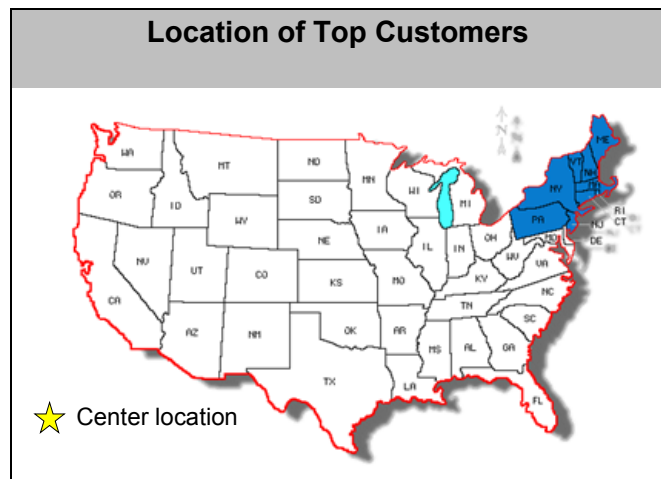 Location of Top Customers
N
WA
MT
ND
MN
ME
VT
NH
OR
ID
SD
WI
MI
NY
WY
IA
PA
RI
CT
NE
IL
IN
OH
NJ
MD
DE
NV
UT
CO
KS
MO
WV
VA
KY
CA
NC
TN
AZ
NM
OK
AR
SC
MS
AL
GA
TX
LA
FL
Center location